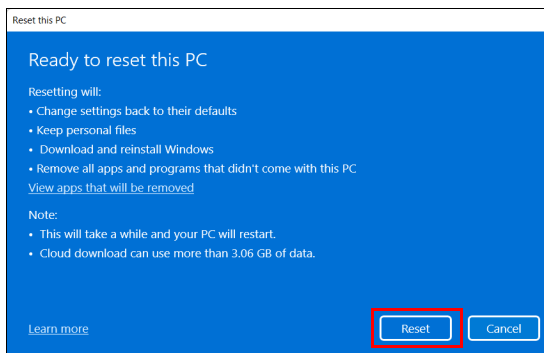 Reset this PC
Ready to reset this PC
Resetting will:
• Change settings back to their defaults
• Keep personal files
• Download and reinstall Windows
• Remove all apps and programs that didn't come with this PC
View apps that will be removed
Note:
• This will take a while and your PC will restart.
• Cloud download can use more than 3.06 GB of data.
Learn more
Reset
Cancel